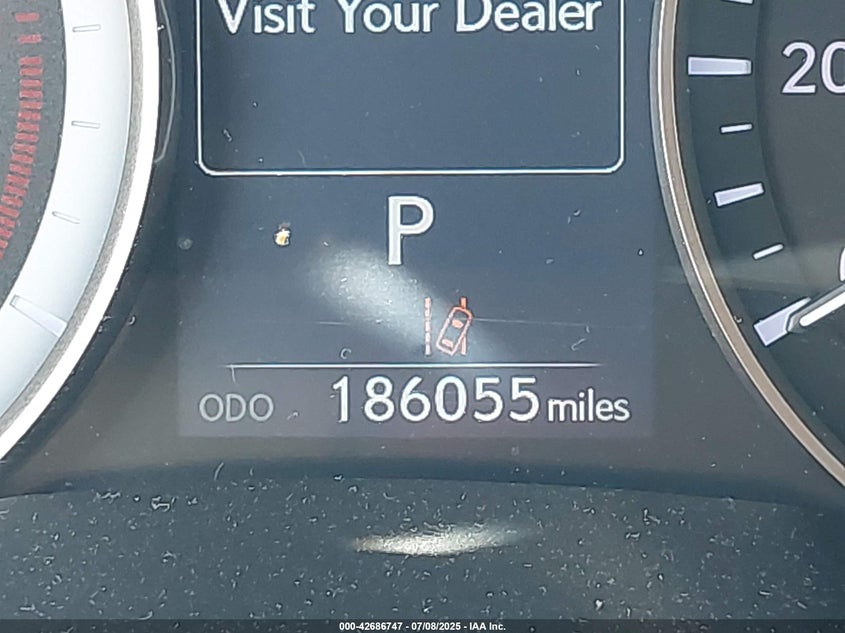 Visit Your Dealer
20
P
ODO 186055 miles
000-42686747 - 07/08/2025 - IAA Inc.